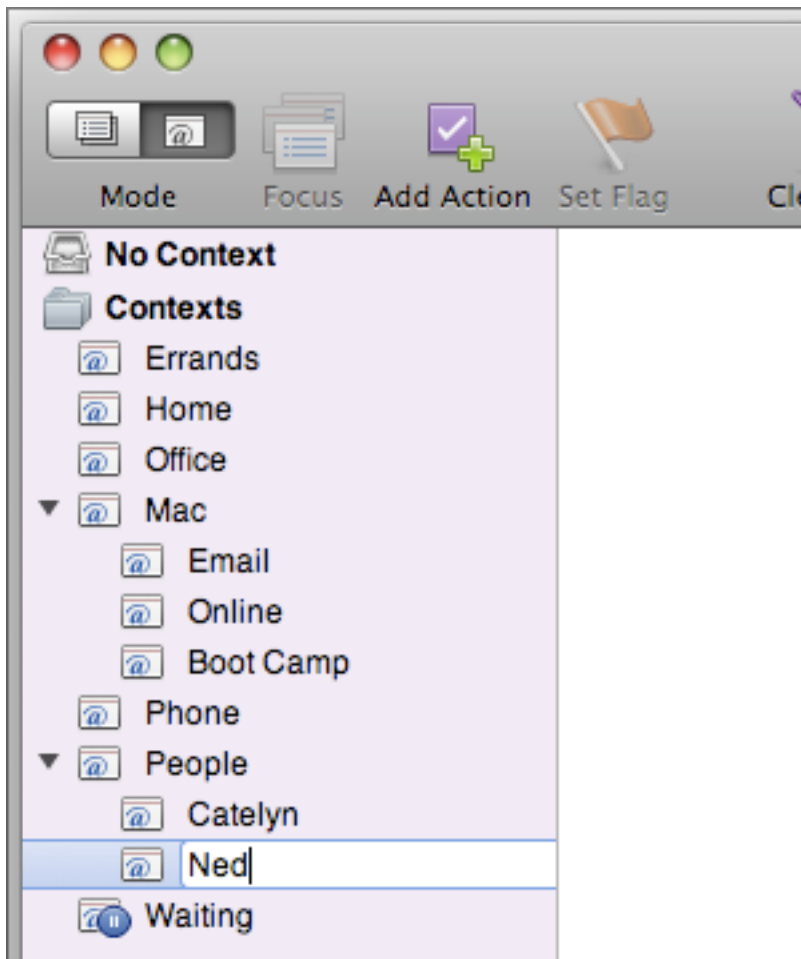 Mode Focus Add Action Set Flag Cle
No Context
Contexts
Errands
Home
Office
Mac
Email
Online
Boot Camp
Phone
People
Catelyn
Ned
Waiting